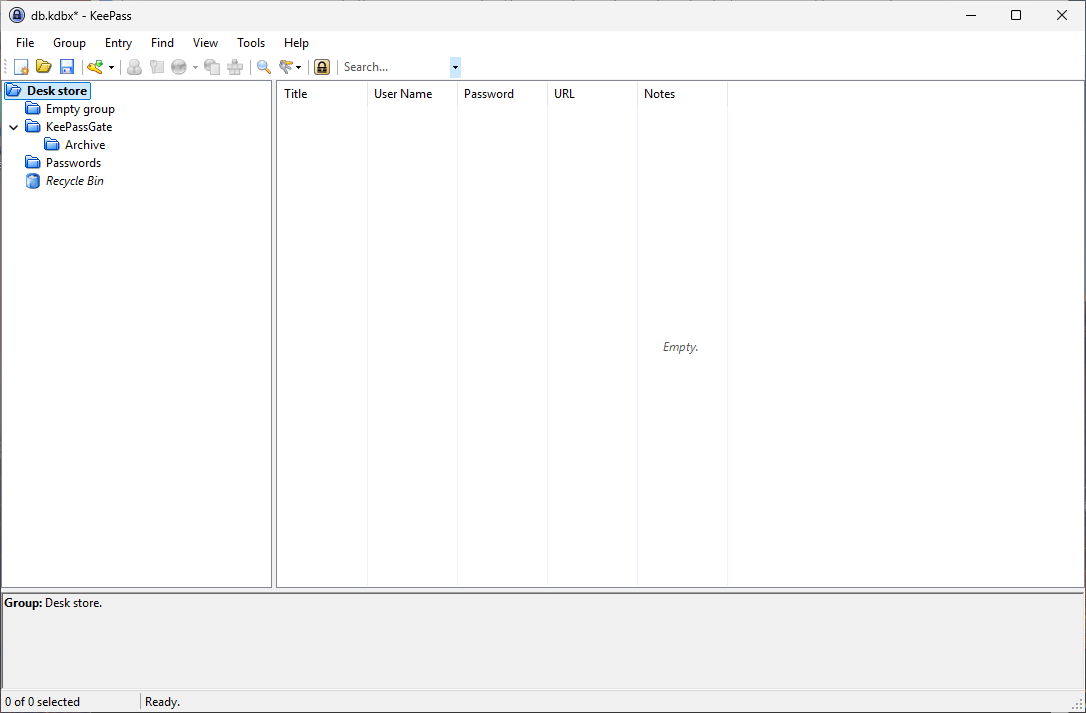 db.kdbx* - KeePass
File Group Entry Find View Tools Help
Search...
Desk store
Empty group
KeePassGate
Archive
Passwords
Recycle Bin
Title User Name Password URL Notes
Empty.
Group: Desk store.
0 of 0 selected Ready.